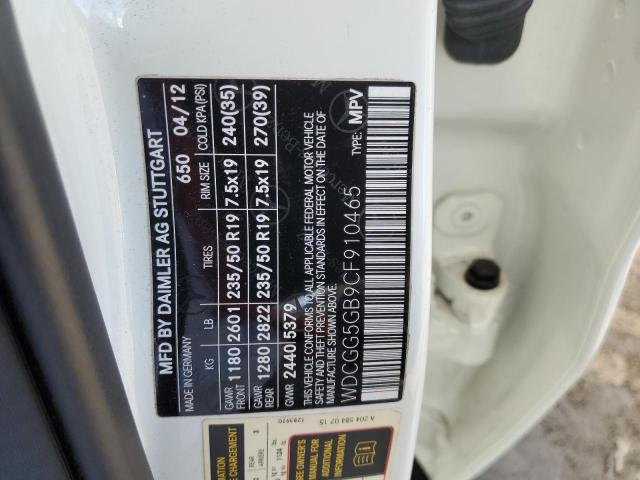 MFD BY DAIMLER AG STUTTGART
MADE IN GERMANY 650 04/12
KG LB TIRES RIM SIZE COLD KPA(PSI)
GAWR FRONT 1180 2601 235/50 R19 7.5x19 240(35)
GAWR REAR 1280 2822 235/50 R19 7.5x19 270(39)
GVWR 2440 5379
THIS VEHICLE CONFORMS TO ALL APPLICABLE FEDERAL MOTOR VEHICLE
SAFETY AND THEFT PREVENTION STANDARDS IN EFFECT ON THE DATE OF
MANUFACTURE SHOWN ABOVE.
WDCGG5GB9CF910465
TYPE: MPV
A 204 584 07 15
SEE OWNER'S
MANUAL FOR
ADDITIONAL
INFORMATION
REAR
ARRIERE
3